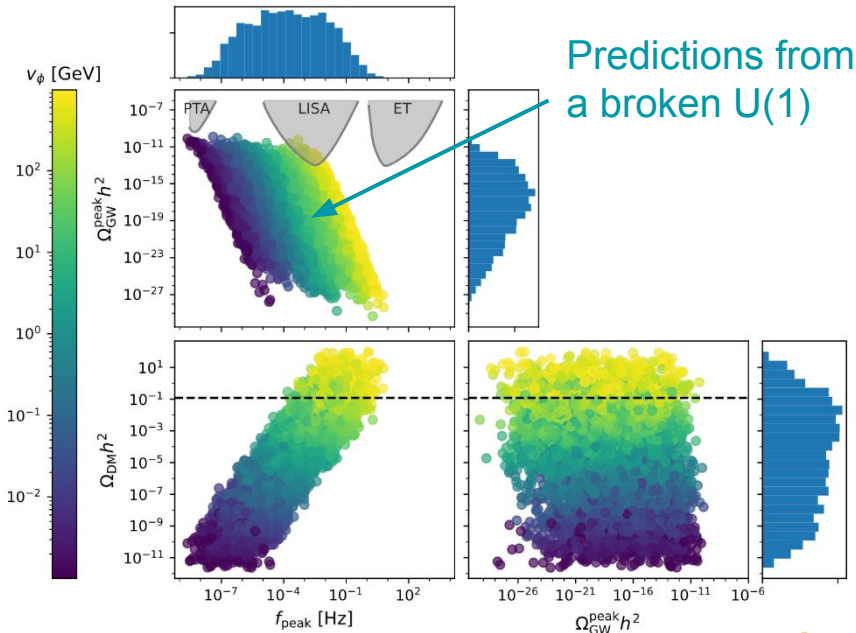 Predictions from
a broken U(1)
v_ϕ [GeV]
10^2
10^1
10^0
10^-1
10^-2
PTA
LISA
ET
10^-7
10^-11
10^-15
10^-19
10^-23
10^-27
Ω_GW^peak h^2
10^1
10^-1
10^-3
10^-5
10^-7
10^-9
10^-11
Ω_DM h^2
10^-7
10^-4
10^-1
10^2
f_peak [Hz]
10^-26
10^-21
10^-16
10^-11
10^-6
Ω_GW^peak h^2